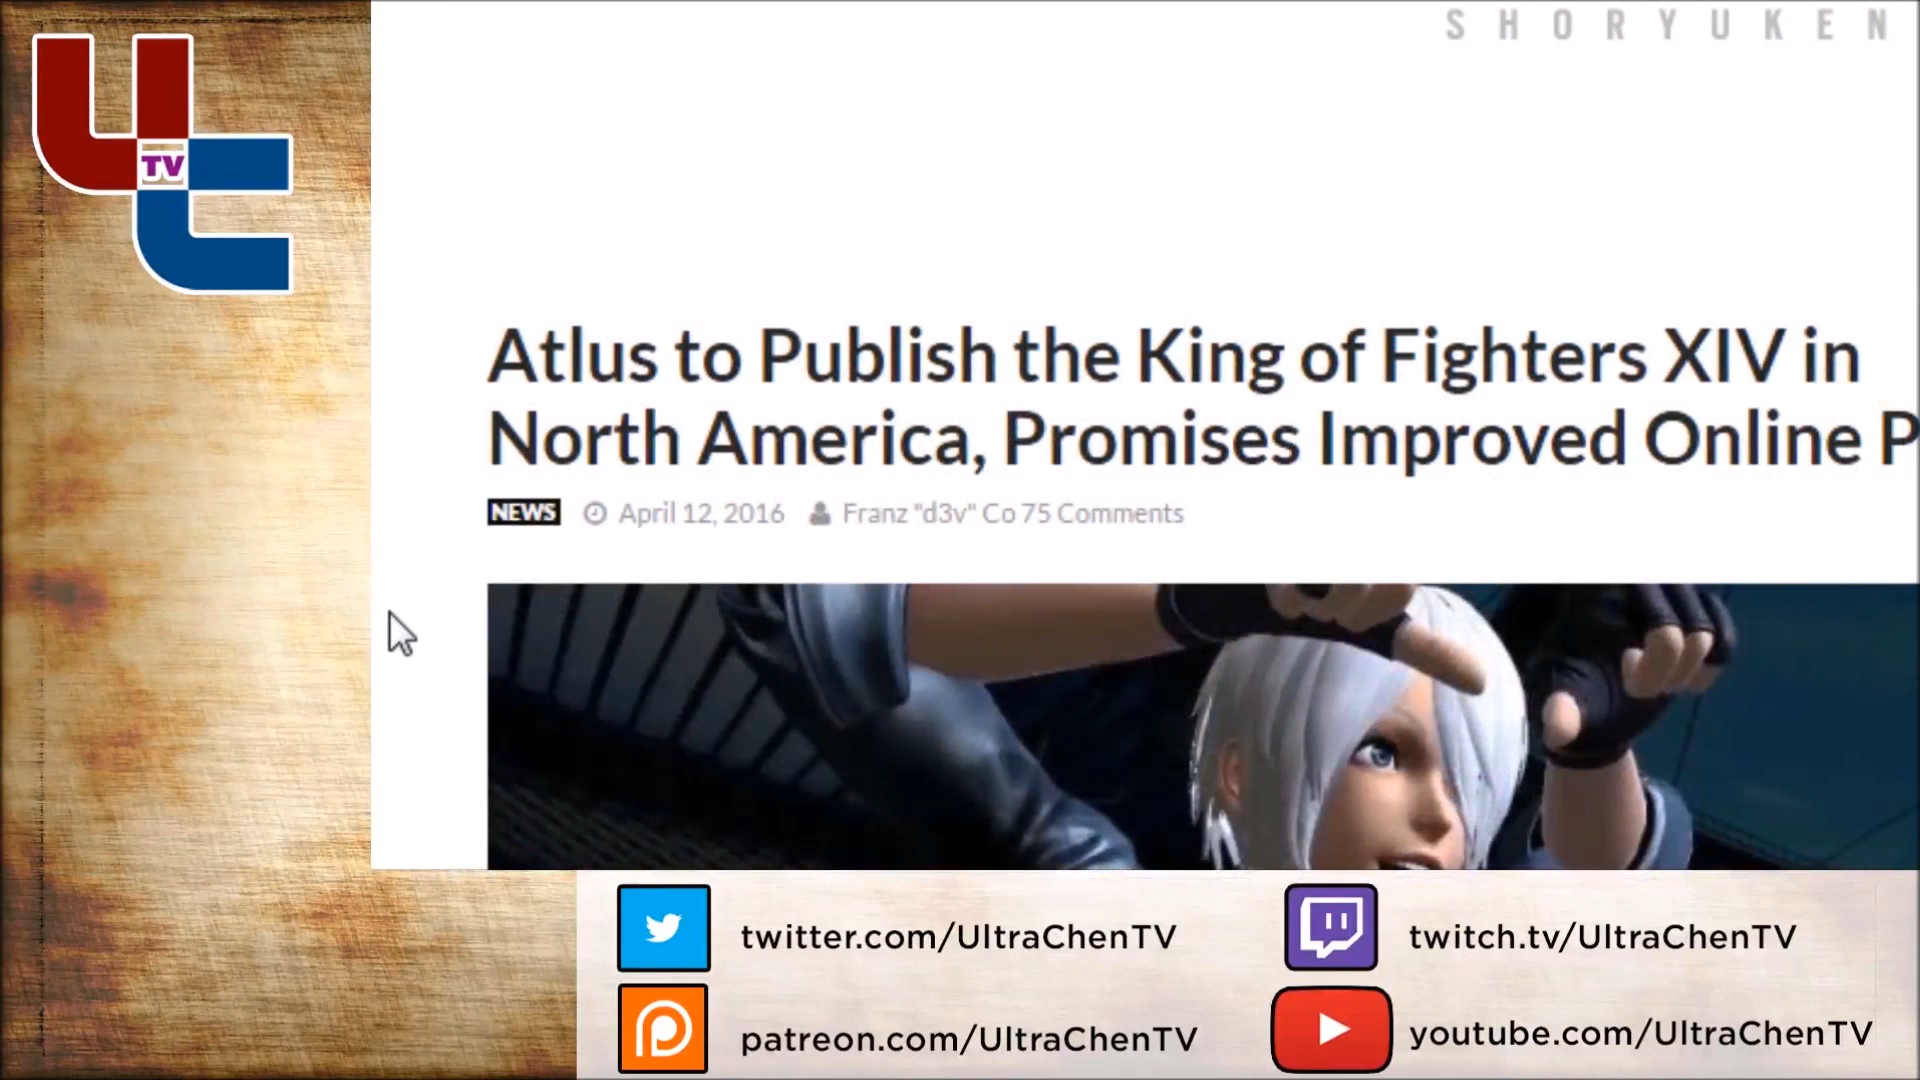 TV
SHORYUKEN
Atlus to Publish the King of Fighters XIV in
North America, Promises Improved Online P
NEWS April 12, 2016 Franz "d3v" Co 75 Comments
twitter.com/UltraChenTV
twitch.tv/UltraChenTV
patreon.com/UltraChenTV
youtube.com/UltraChenTV